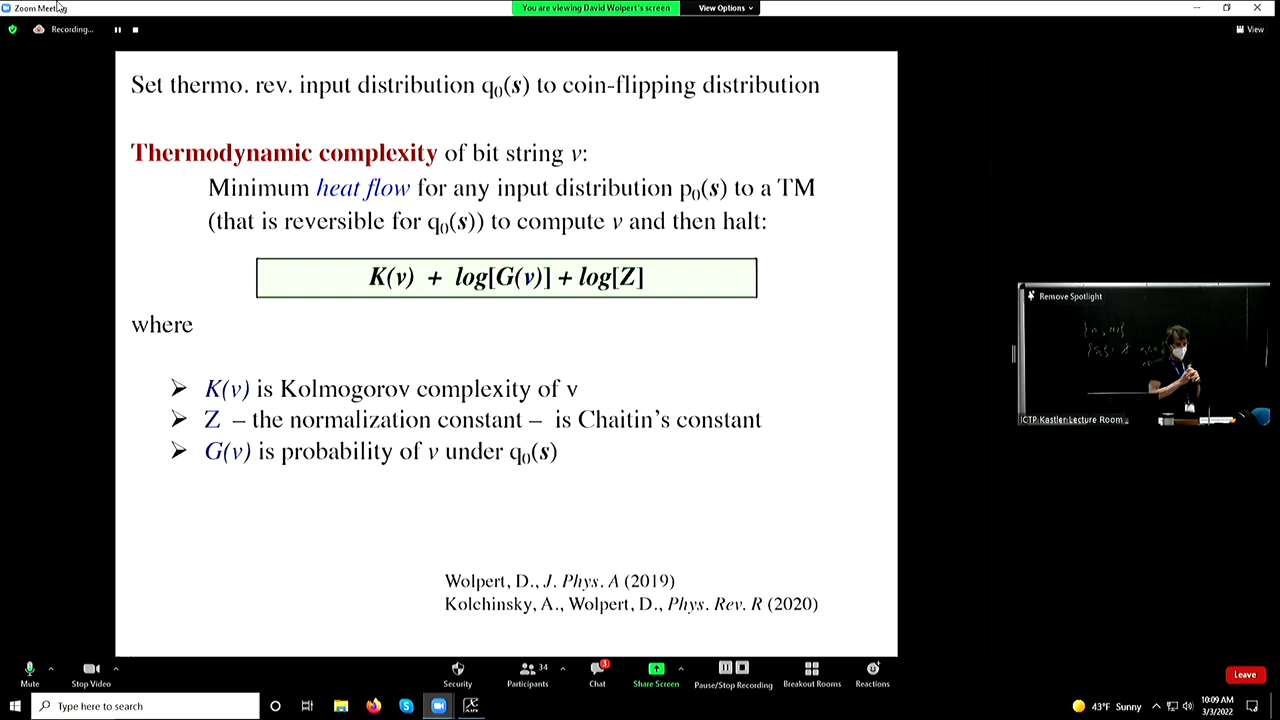 Zoom Meeting
You are viewing David Wolpert's screen
View Options
Recording...
View
Set thermo. rev. input distribution q₀(s) to coin-flipping distribution
Thermodynamic complexity of bit string v:
Minimum heat flow for any input distribution p₀(s) to a TM
(that is reversible for q₀(s)) to compute v and then halt:
K(v) + log[G(v)] + log[Z]
where
➢ K(v) is Kolmogorov complexity of v
➢ Z – the normalization constant – is Chaitin's constant
➢ G(v) is probability of v under q₀(s)
Wolpert, D., J. Phys. A (2019)
Kolchinsky, A., Wolpert, D., Phys. Rev. R (2020)
Remove Spotlight
ICTP Kastler Lecture Room
Mute
Stop Video
Security
34
Participants
3
Chat
Share Screen
Pause/Stop Recording
Breakout Rooms
Reactions
Leave
Type here to search
43°F Sunny
10:09 AM
3/3/2022